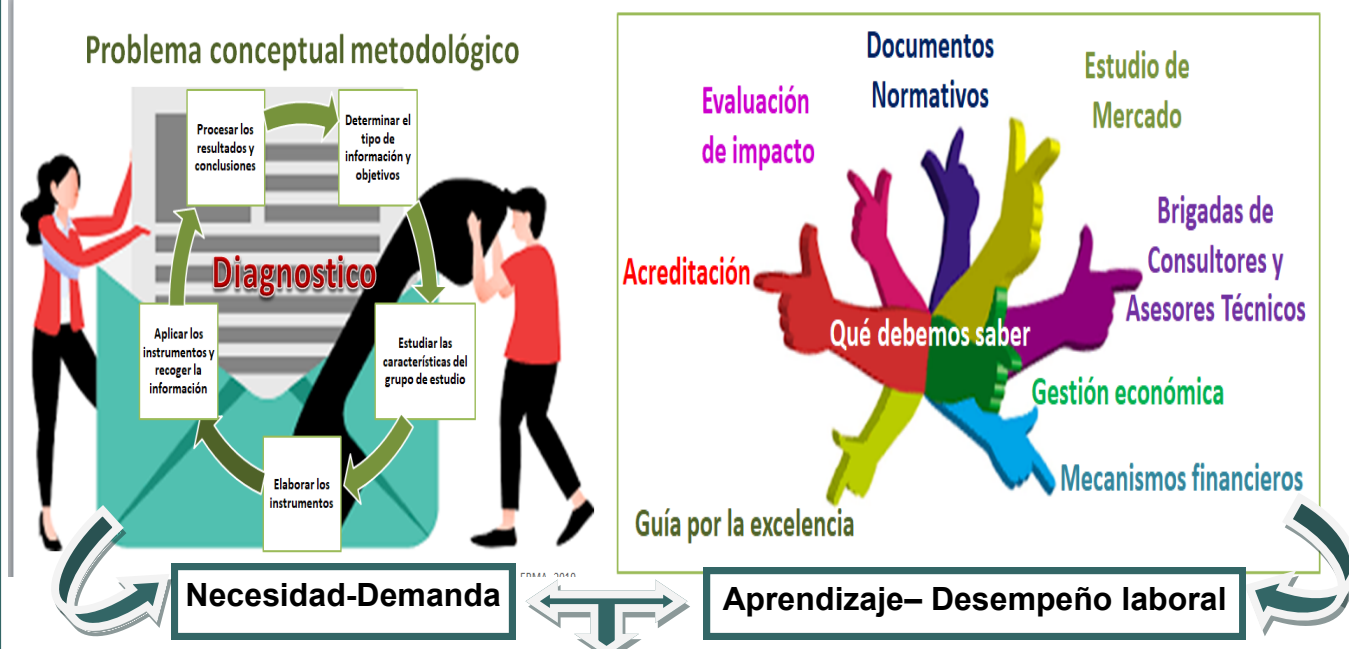 Problema conceptual metodológico
Procesar los
resultados y
conclusiones
Determinar el
tipo de
información y
objetivos
Diagnostico
Aplicar los
instrumentos y
recoger la
información
Estudiar las
características del
grupo de estudio
Elaborar los
instrumentos
Documentos
Normativos
Estudio de
Mercado
Evaluación
de impacto
Brigadas de
Consultores y
Asesores Técnicos
Acreditación
Qué debemos saber
Gestión económica
Mecanismos financieros
Guía por la excelencia
Necesidad-Demanda
Aprendizaje– Desempeño laboral